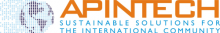 APINTECH
SUSTAINABLE SOLUTIONS FOR
THE INTERNATIONAL COMMUNITY